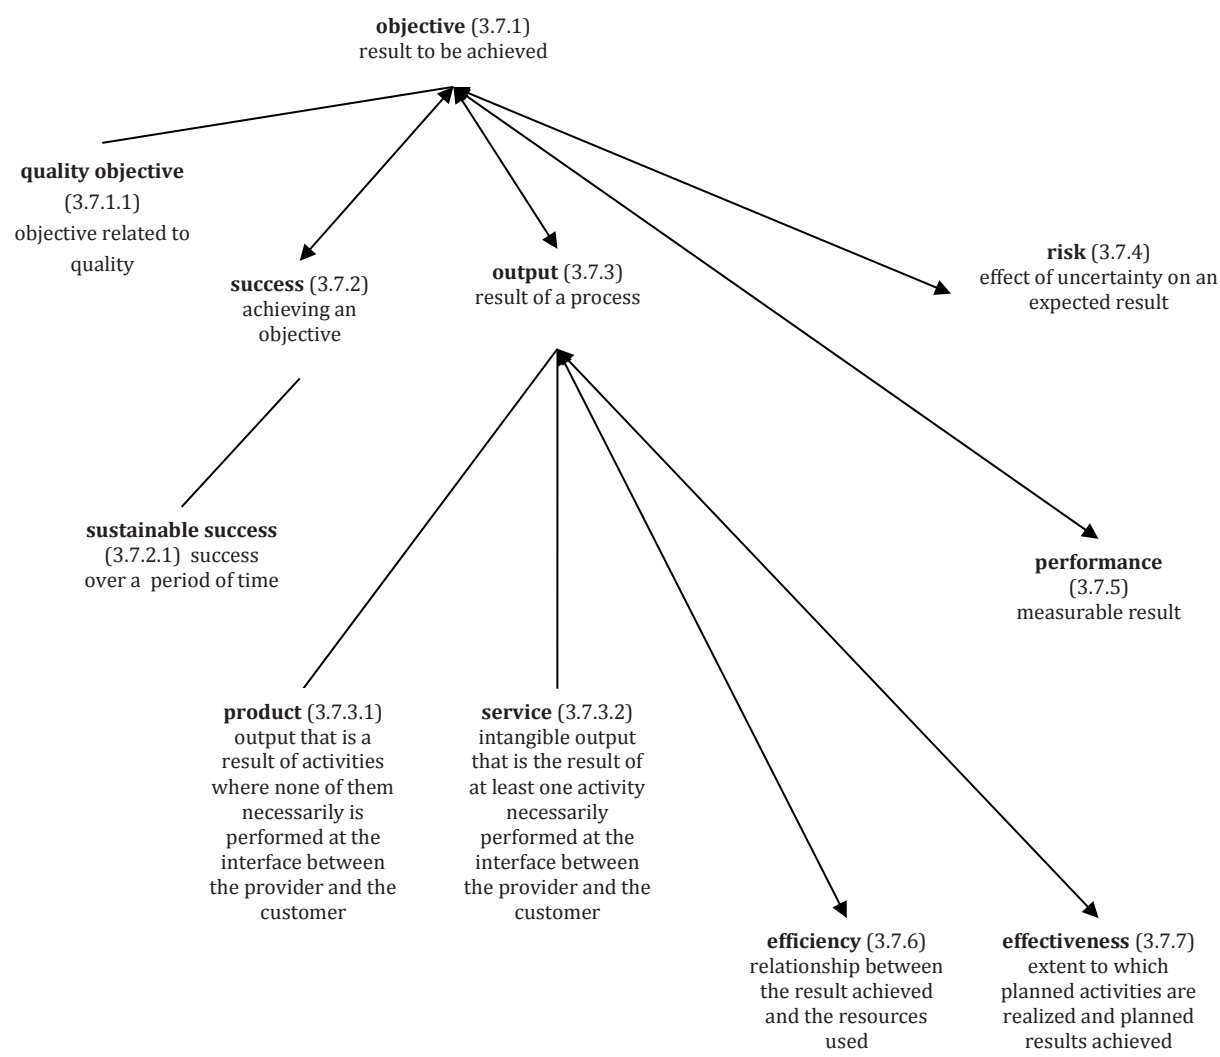 objective (3.7.1)
result to be achieved
quality objective
(3.7.1.1)
objective related to
quality
success (3.7.2)
achieving an
objective
output (3.7.3)
result of a process
risk (3.7.4)
effect of uncertainty on an
expected result
sustainable success
(3.7.2.1) success
over a period of time
performance
(3.7.5)
measurable result
product (3.7.3.1)
output that is a
result of activities
where none of them
necessarily is
performed at the
interface between
the provider and the
customer
service (3.7.3.2)
intangible output
that is the result of
at least one activity
necessarily
performed at the
interface between
the provider and the
customer
efficiency (3.7.6)
relationship between
the result achieved
and the resources
used
effectiveness (3.7.7)
extent to which
planned activities are
realized and planned
results achieved